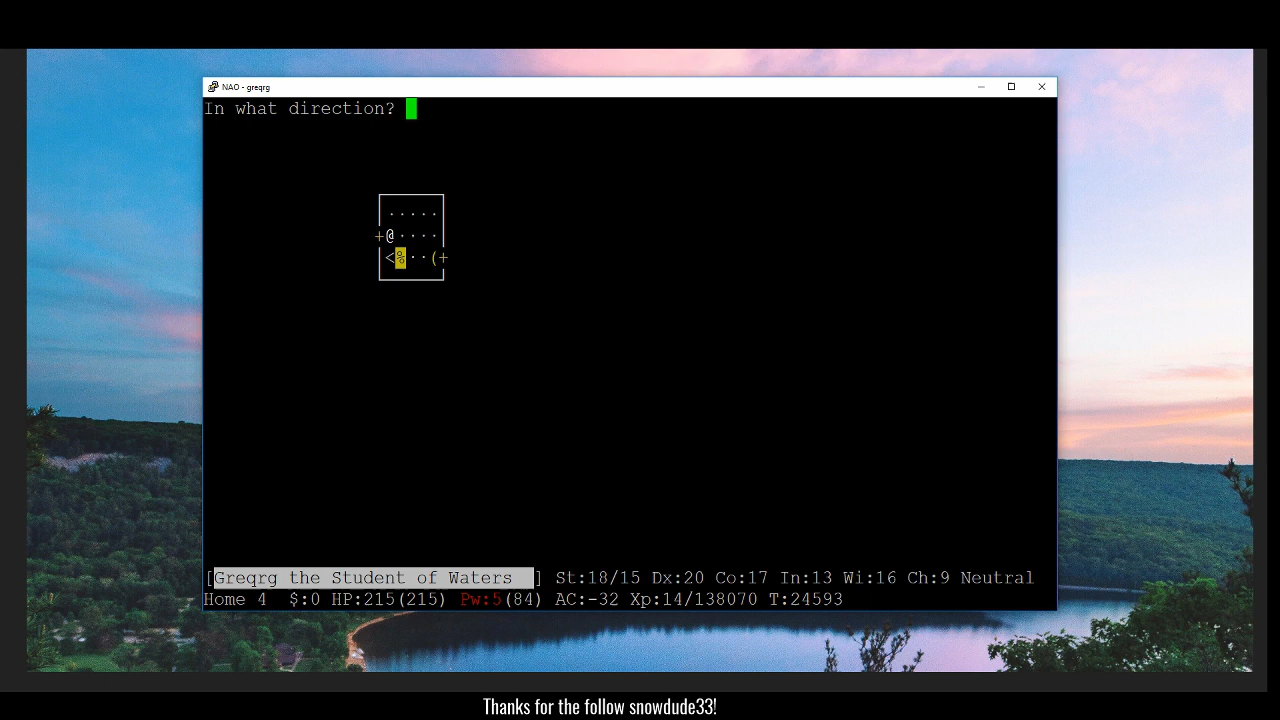 NAO - greqrg
In what direction?
.....
+@....
<%..(+
[Greqrg the Student of Waters  ] St:18/15 Dx:20 Co:17 In:13 Wi:16 Ch:9 Neutral
Home 4  $:0 HP:215(215) Pw:5(84) AC:-32 Xp:14/138070 T:24593
Thanks for the follow snowdude33!